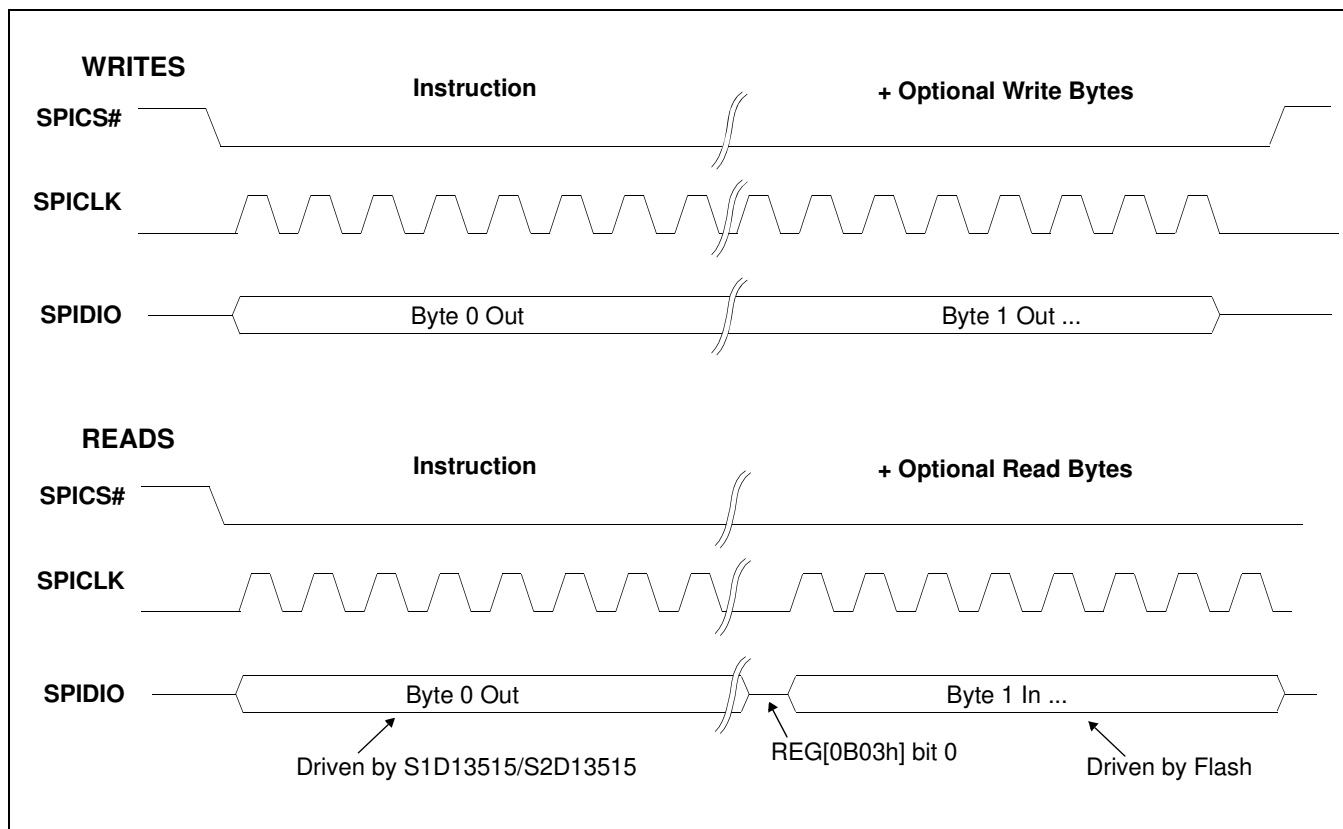 WRITES
Instruction
+ Optional Write Bytes
SPICS#
SPICLK
SPIDIO
Byte 0 Out
Byte 1 Out ...
READS
Instruction
+ Optional Read Bytes
SPICS#
SPICLK
SPIDIO
Byte 0 Out
Byte 1 In ...
REG[0B03h] bit 0
Driven by S1D13515/S2D13515
Driven by Flash